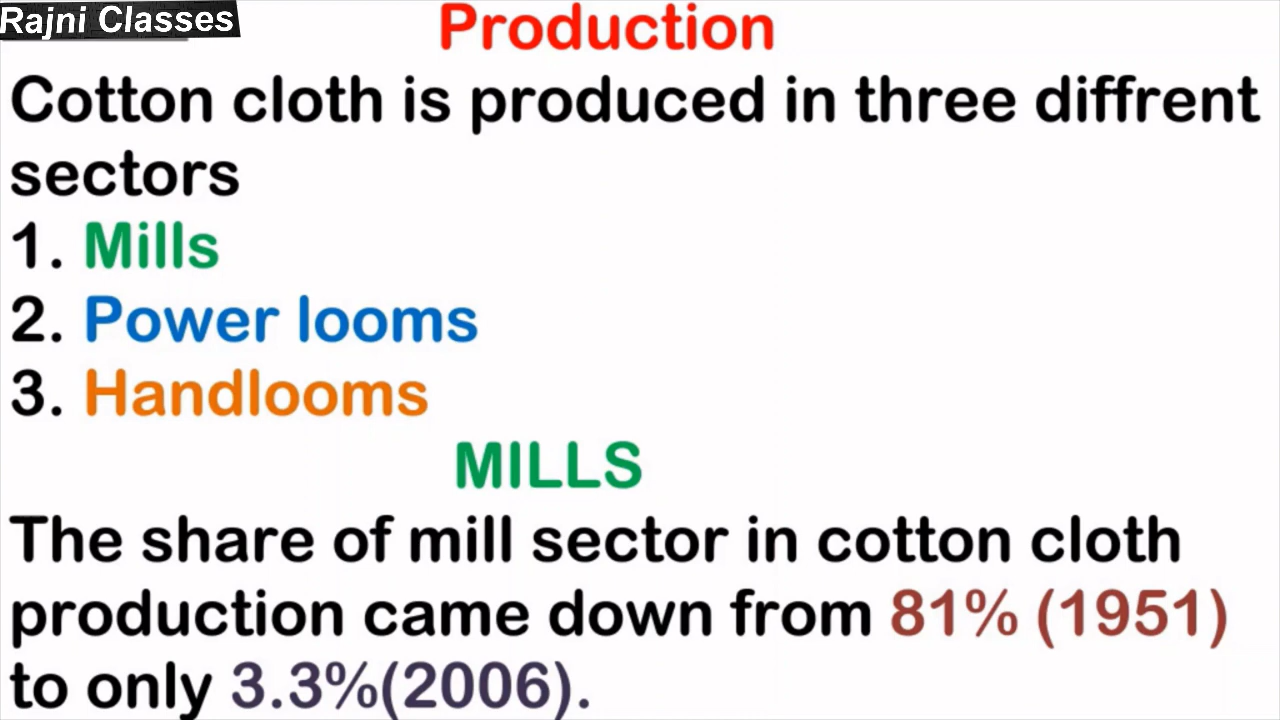 Rajni Classes
Production
Cotton cloth is produced in three diffrent
sectors
1. Mills
2. Power looms
3. Handlooms
MILLS
The share of mill sector in cotton cloth
production came down from 81% (1951)
to only 3.3%(2006).